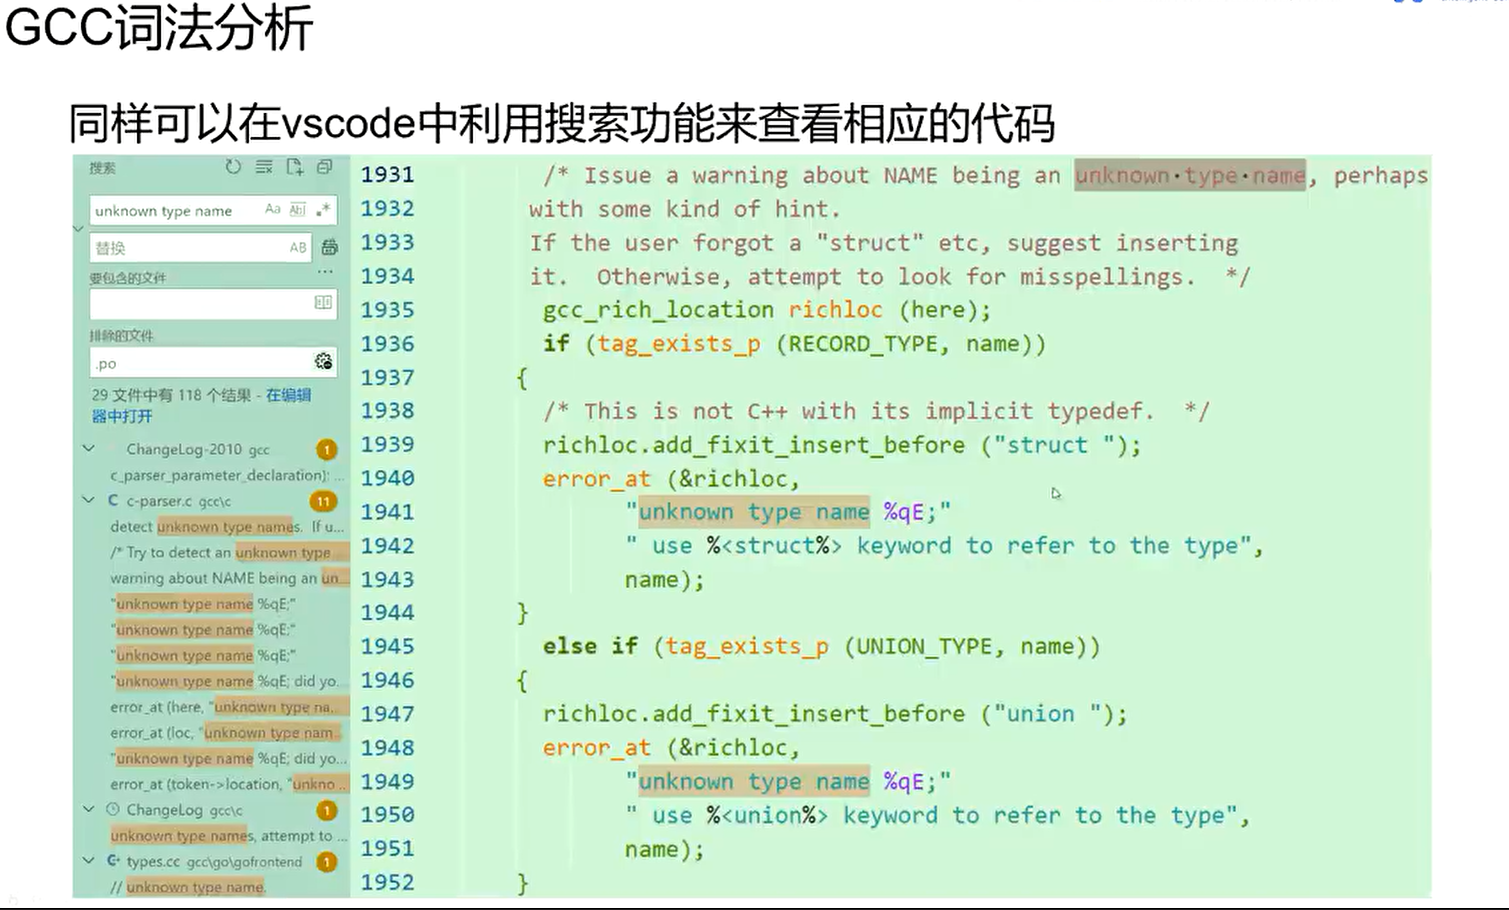 GCC词法分析
同样可以在vscode中利用搜索功能来查看相应的代码
搜索
unknown type name
Aa
Abl
.*
替换
AB
要包含的文件
...
排除的文件
.po
29 文件中有 118 个结果 - 在编辑
器中打开
ChangeLog-2010 gcc 1
c_parser_parameter_declaration): ...
C c-parser.c gcc\c 11
detect unknown type names. If u...
/* Try to detect an unknown type
warning about NAME being an un...
"unknown type name %qE;"
"unknown type name %qE;"
"unknown type name %qE;"
"unknown type name %qE; did yo...
error_at (here, "unknown type na...
error_at (loc, "unknown type nam...
"unknown type name %qE; did yo...
error_at (token->location, "unkno...
ChangeLog gcc\c 1
unknown type names, attempt to ...
types.cc gcc\go\gofrontend 1
// unknown type name.
1931 /* Issue a warning about NAME being an unknown·type·name, perhaps
1932 with some kind of hint.
1933 If the user forgot a "struct" etc, suggest inserting
1934 it. Otherwise, attempt to look for misspellings. */
1935 gcc_rich_location richloc (here);
1936 if (tag_exists_p (RECORD_TYPE, name))
1937 {
1938 /* This is not C++ with its implicit typedef. */
1939 richloc.add_fixit_insert_before ("struct ");
1940 error_at (&richloc,
1941 "unknown type name %qE;"
1942 " use %<struct%> keyword to refer to the type",
1943 name);
1944 }
1945 else if (tag_exists_p (UNION_TYPE, name))
1946 {
1947 richloc.add_fixit_insert_before ("union ");
1948 error_at (&richloc,
1949 "unknown type name %qE;"
1950 " use %<union%> keyword to refer to the type",
1951 name);
1952 }